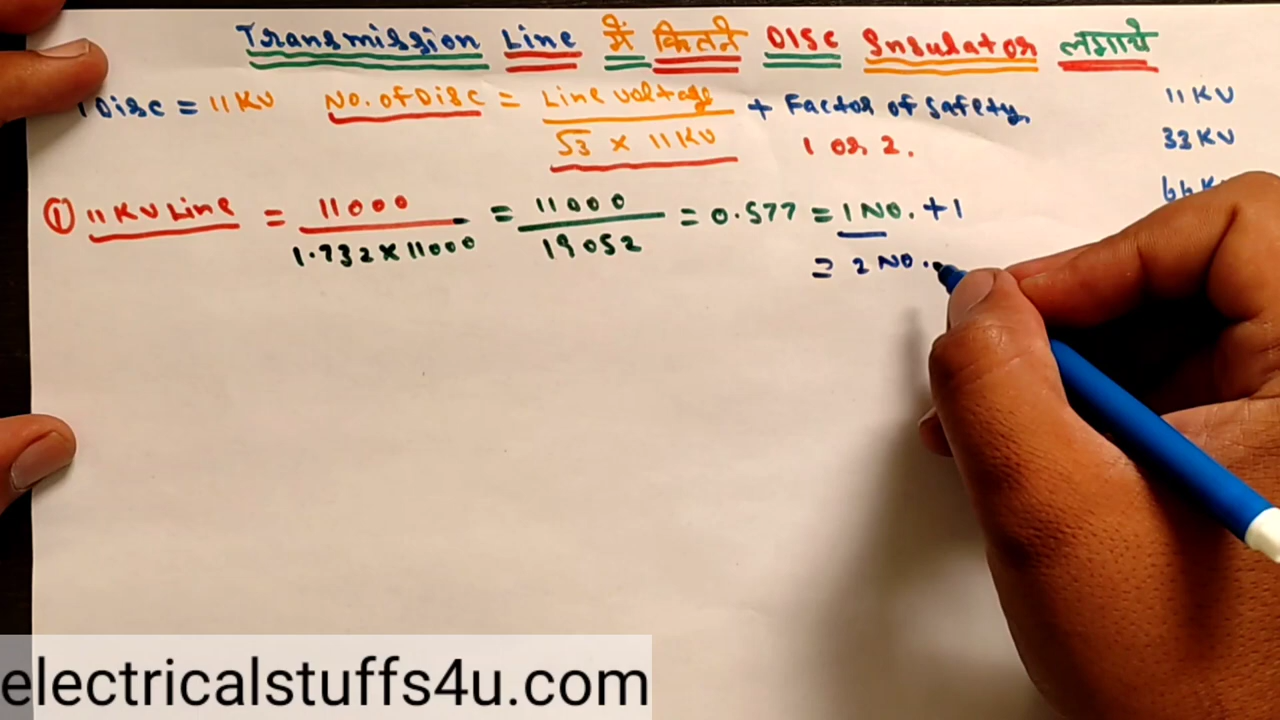 Transmission Line में कितने Disc Insulator लगाये
1 Disc = 11 KV No. of Disc = Line voltage / √3 x 11 KV + Factor of Safety
1 or 2.
11 KV
33 KV
66 K
① 11 KV Line = 11000 / 1.732 x 11000 = 11000 / 19052 = 0.577 = 1 No. + 1
= 2 No.
electricalstuffs4u.com